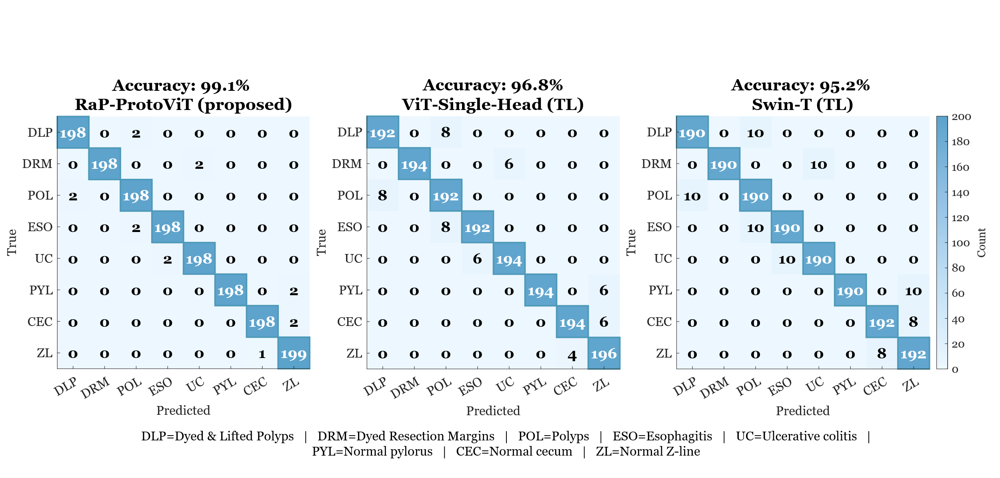 Accuracy: 99.1%
RaP-ProtoViT (proposed)
True
DLP 198 0 2 0 0 0 0 0
DRM 0 198 0 0 2 0 0 0
POL 2 0 198 0 0 0 0 0
ESO 0 0 2 198 0 0 0 0
UC 0 0 0 2 198 0 0 0
PYL 0 0 0 0 0 198 0 2
CEC 0 0 0 0 0 0 198 2
ZL 0 0 0 0 0 0 1 199
DLP DRM POL ESO UC PYL CEC ZL
Predicted
Accuracy: 96.8%
ViT-Single-Head (TL)
True
DLP 192 0 8 0 0 0 0 0
DRM 0 194 0 0 6 0 0 0
POL 8 0 192 0 0 0 0 0
ESO 0 0 8 192 0 0 0 0
UC 0 0 0 6 194 0 0 0
PYL 0 0 0 0 0 194 0 6
CEC 0 0 0 0 0 0 194 6
ZL 0 0 0 0 0 0 4 196
DLP DRM POL ESO UC PYL CEC ZL
Predicted
Accuracy: 95.2%
Swin-T (TL)
True
DLP 190 0 10 0 0 0 0 0
DRM 0 190 0 0 10 0 0 0
POL 10 0 190 0 0 0 0 0
ESO 0 0 10 190 0 0 0 0
UC 0 0 0 10 190 0 0 0
PYL 0 0 0 0 0 190 0 10
CEC 0 0 0 0 0 0 192 8
ZL 0 0 0 0 0 0 8 192
DLP DRM POL ESO UC PYL CEC ZL
Predicted
200
180
160
140
120
100
80
60
40
20
0
Count
DLP=Dyed & Lifted Polyps | DRM=Dyed Resection Margins | POL=Polyps | ESO=Esophagitis | UC=Ulcerative colitis |
PYL=Normal pylorus | CEC=Normal cecum | ZL=Normal Z-line